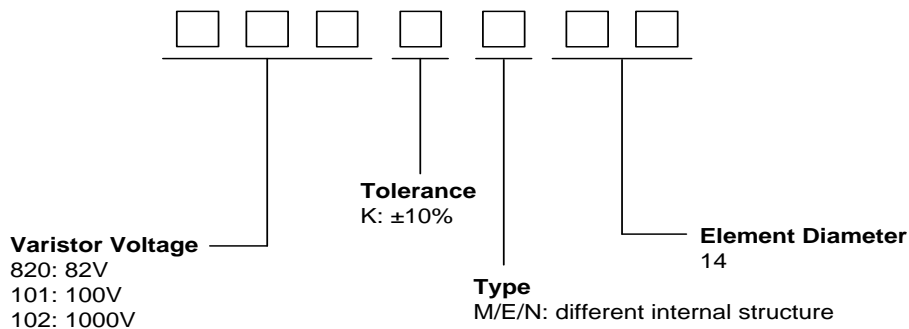 Tolerance
K: ±10%
Varistor Voltage
820: 82V
101: 100V
102: 1000V
Type
M/E/N: different internal structure
Element Diameter
14